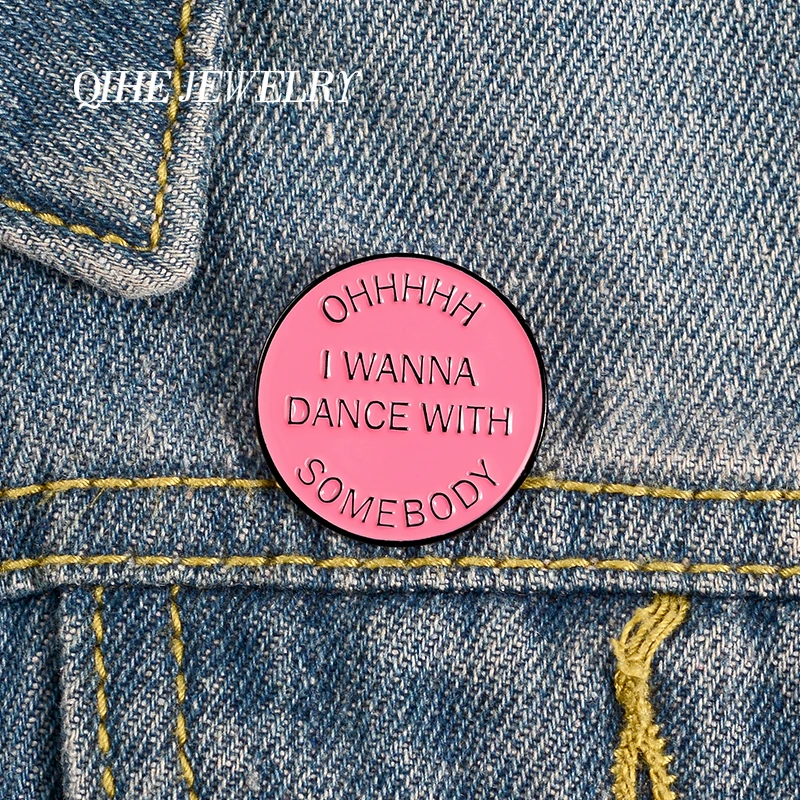 QIHE JEWELRY
OHHHHH
I WANNA
DANCE WITH
SOMEBODY